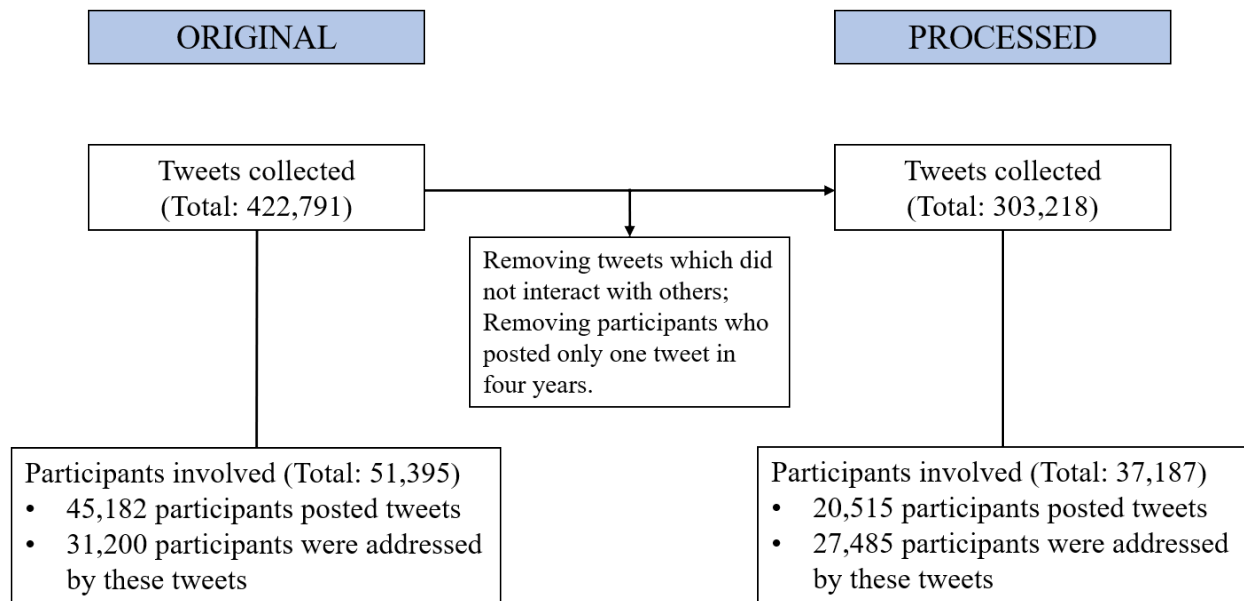 ORIGINAL
PROCESSED
Tweets collected
(Total: 422,791)
Tweets collected
(Total: 303,218)
Removing tweets which did
not interact with others;
Removing participants who
posted only one tweet in
four years.
Participants involved (Total: 51,395)
• 45,182 participants posted tweets
• 31,200 participants were addressed
by these tweets
Participants involved (Total: 37,187)
• 20,515 participants posted tweets
• 27,485 participants were addressed
by these tweets